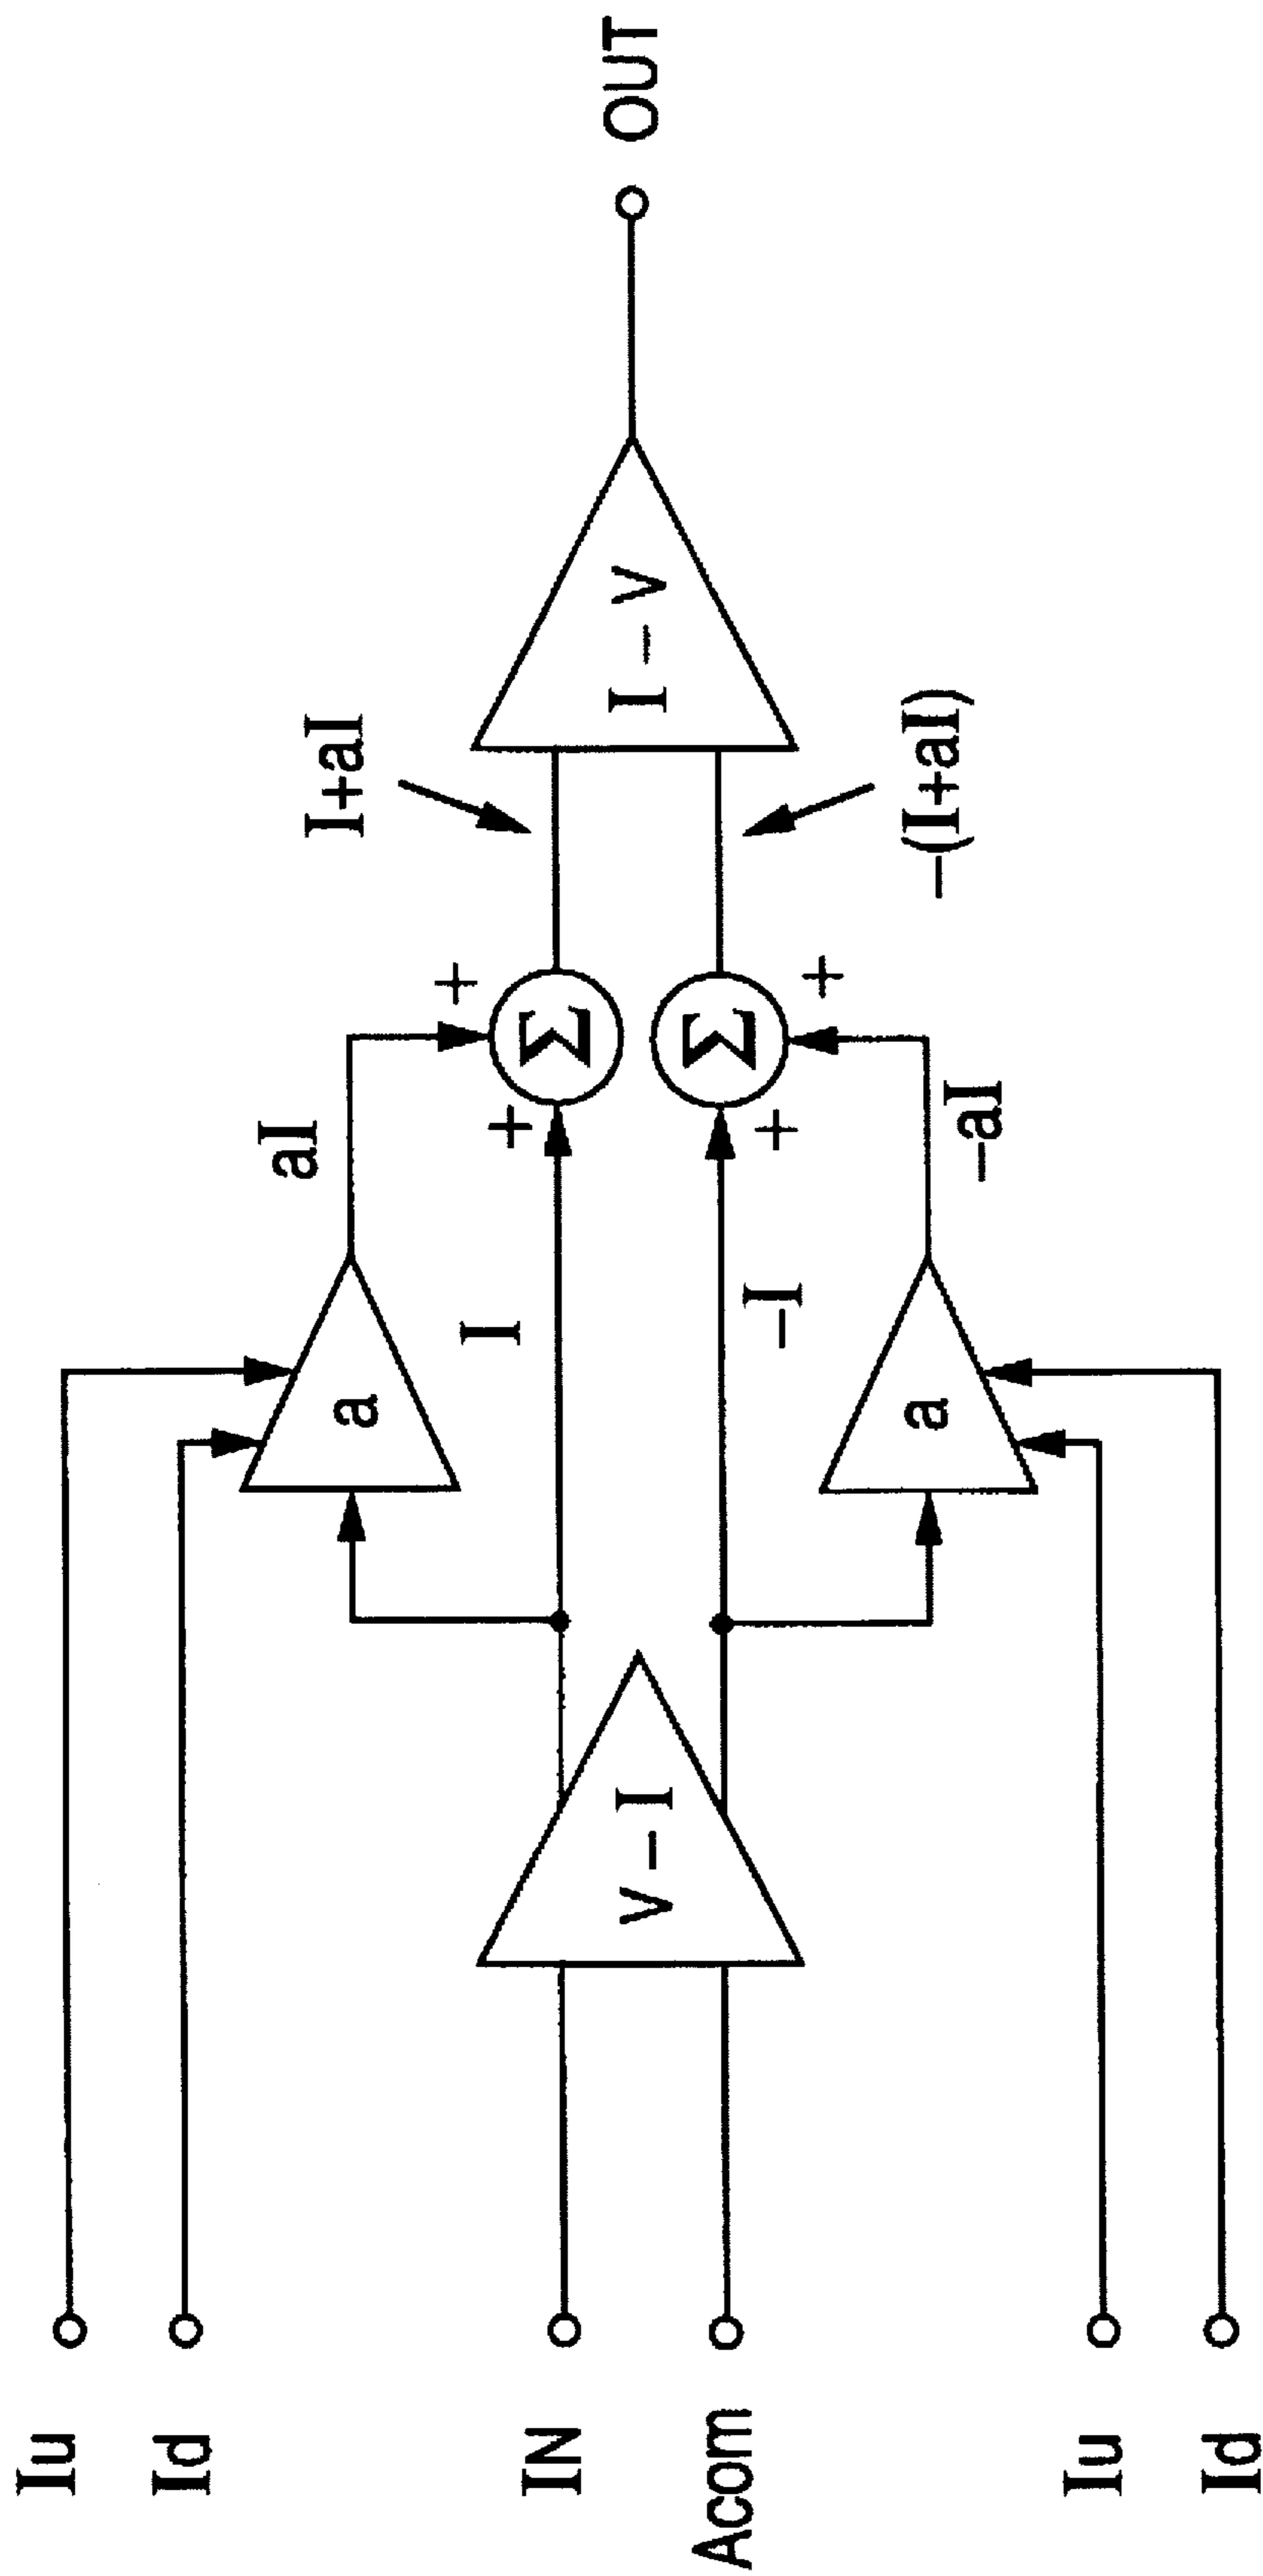 Iu
Id
IN
Acom
Iu
Id
V – I
a
a
aI
I
–I
–aI
+
+
Σ
Σ
+
+
I+aI
–(I+aI)
I – V
OUT